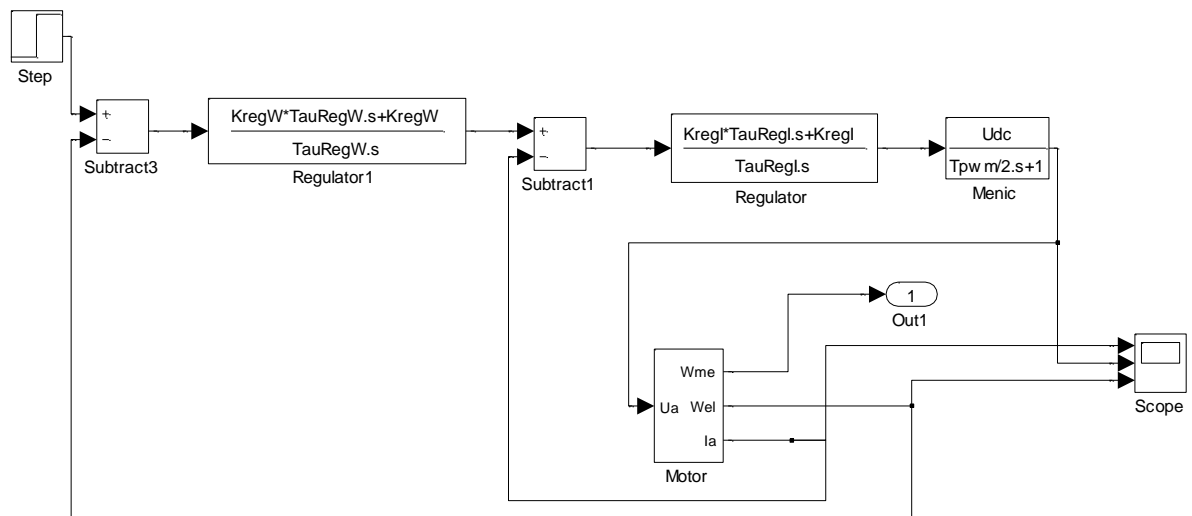 Step
+
−
Subtract3
KregW*TauRegW.s+KregW
TauRegW.s
Regulator1
+
−
Subtract1
KregI*TauRegI.s+KregI
TauRegI.s
Regulator
Udc
Tpwm/2.s+1
Menic
1
Out1
Ua
Wme
Wel
Ia
Motor
Scope